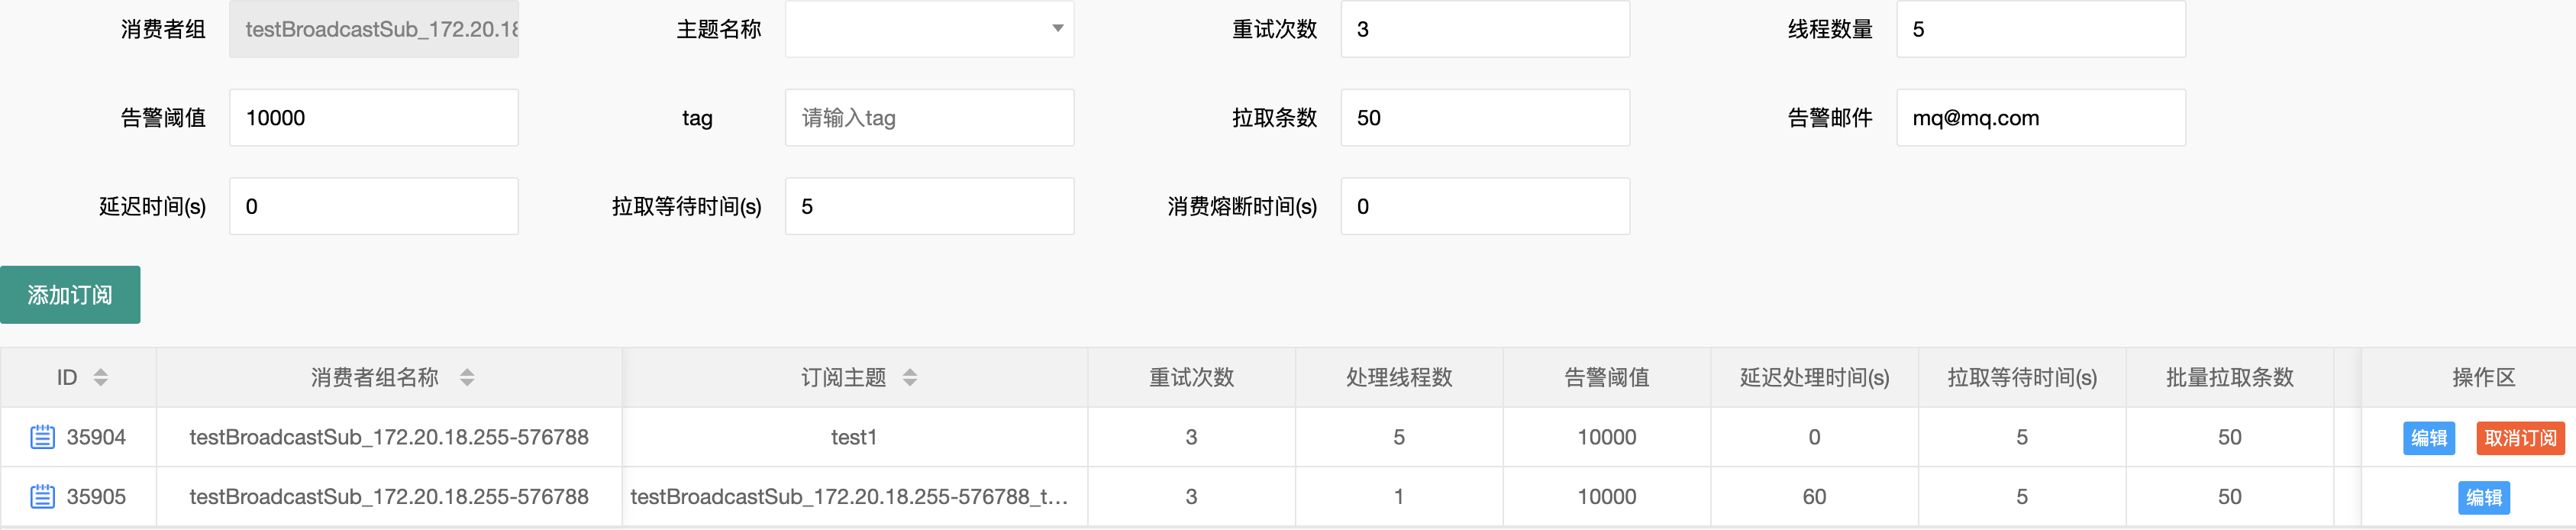 消费者组 testBroadcastSub_172.20.18 主题名称 重试次数 3 线程数量 5
告警阈值 10000 tag 请输入tag 拉取条数 50 告警邮件 mq@mq.com
延迟时间(s) 0 拉取等待时间(s) 5 消费熔断时间(s) 0
添加订阅
ID 消费者组名称 订阅主题 重试次数 处理线程数 告警阈值 延迟处理时间(s) 拉取等待时间(s) 批量拉取条数 操作区
35904 testBroadcastSub_172.20.18.255-576788 test1 3 5 10000 0 5 50 编辑 取消订阅
35905 testBroadcastSub_172.20.18.255-576788 testBroadcastSub_172.20.18.255-576788_t... 3 1 10000 60 5 50 编辑